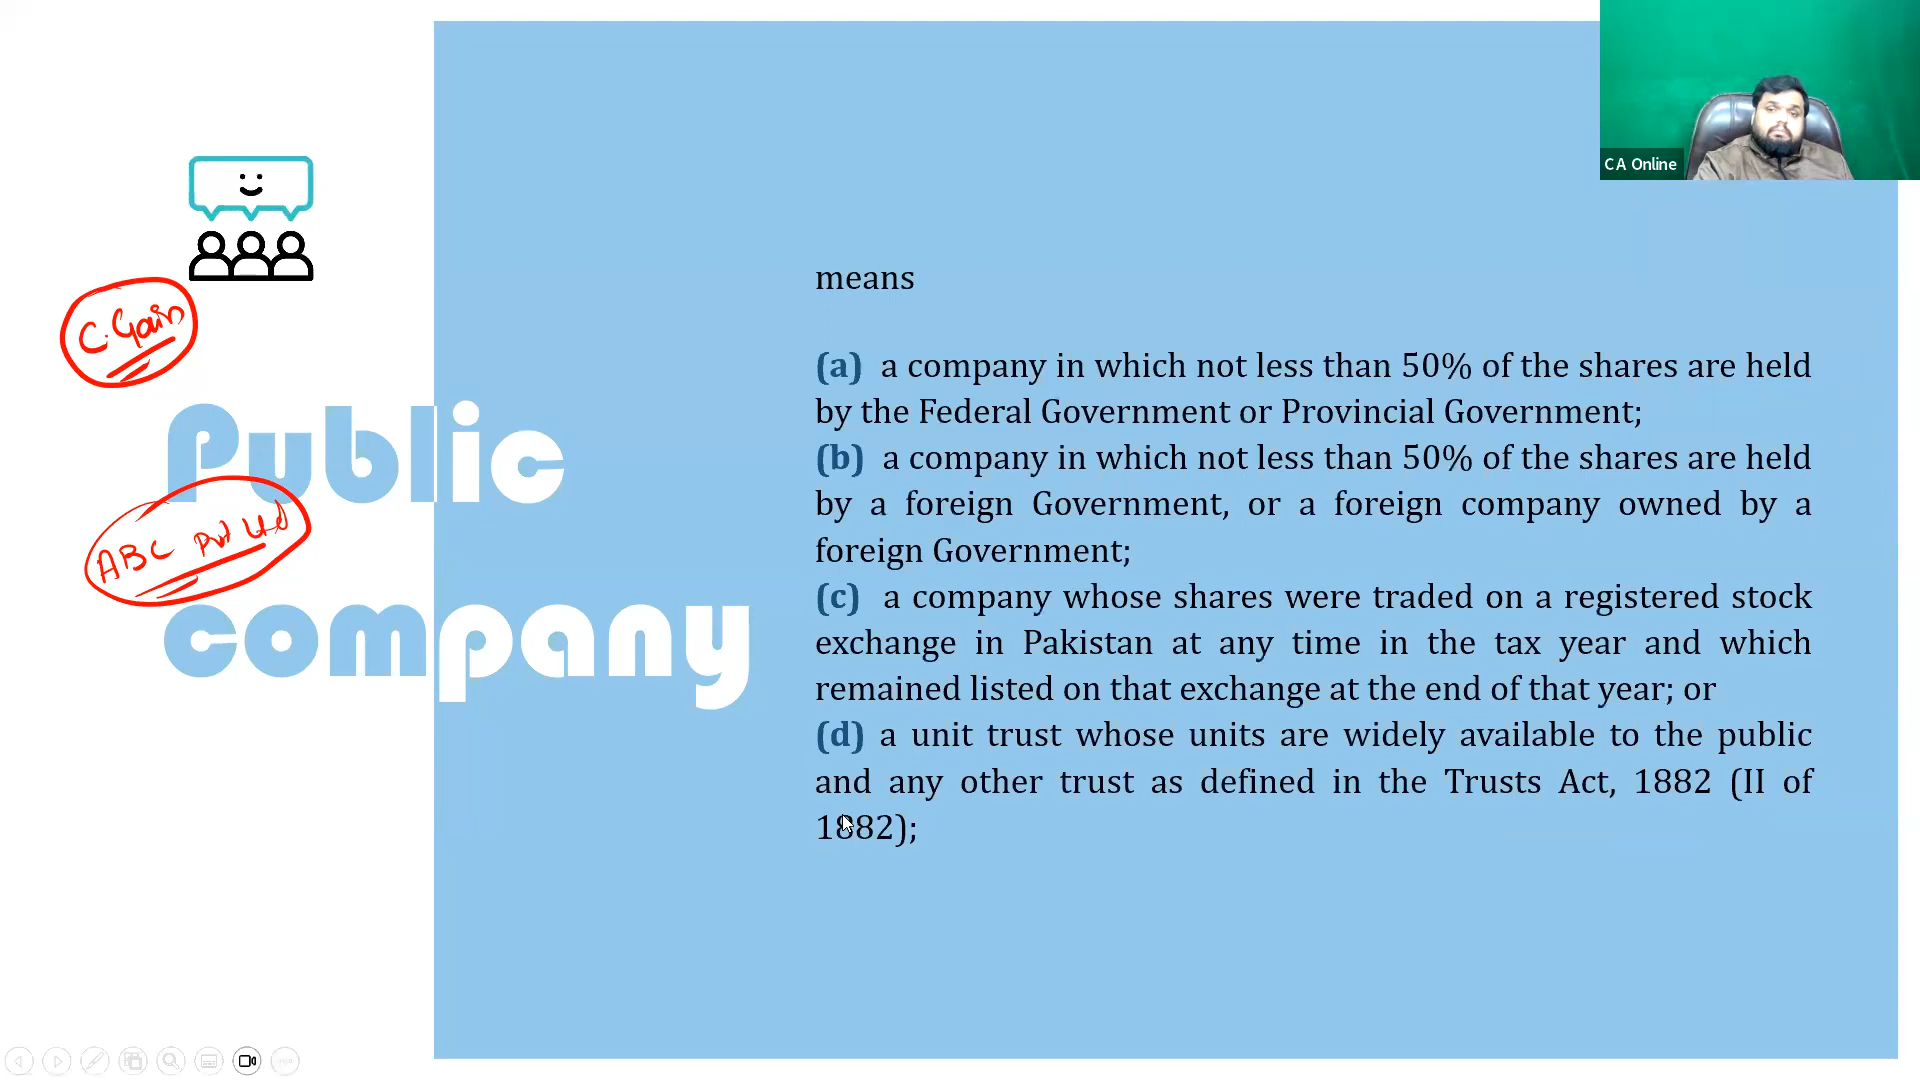 C A Online
C. Gain
Public
ABC Pvt Ltd
company
means
(a) a company in which not less than 50% of the shares are held
by the Federal Government or Provincial Government;
(b) a company in which not less than 50% of the shares are held
by a foreign Government, or a foreign company owned by a
foreign Government;
(c) a company whose shares were traded on a registered stock
exchange in Pakistan at any time in the tax year and which
remained listed on that exchange at the end of that year; or
(d) a unit trust whose units are widely available to the public
and any other trust as defined in the Trusts Act, 1882 (II of
1882);